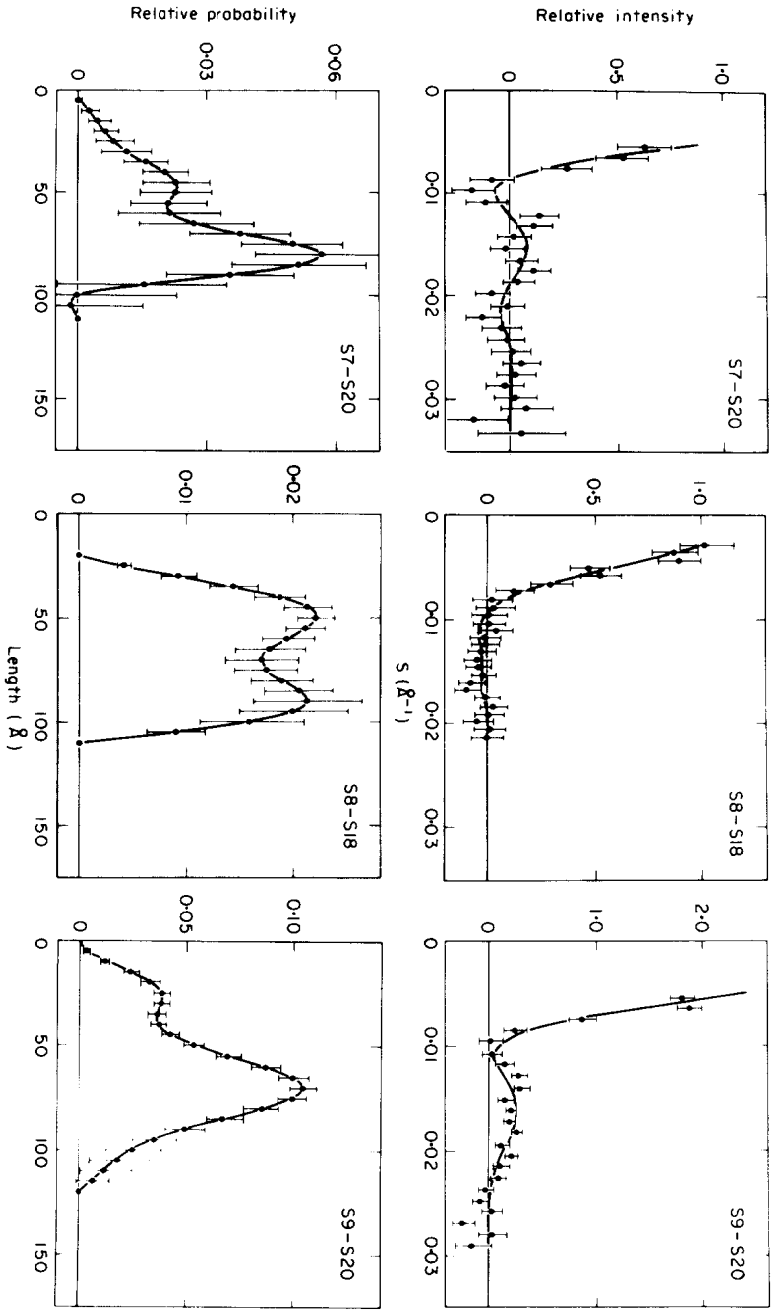 Relative intensity
1·0
0·5
0
S7-S20
0 0·01 0·02 0·03
1·0
0·5
0
S8-S18
0 0·01 0·02 0·03
2·0
1·0
0
S9-S20
0 0·01 0·02 0·03
S (Å⁻¹)
Relative probability
0·06
0·03
0
S7-S20
0 50 100 150
0·02
0·01
0
S8-S18
0 50 100 150
0·10
0·05
0
S9-S20
0 50 100 150
Length (Å)